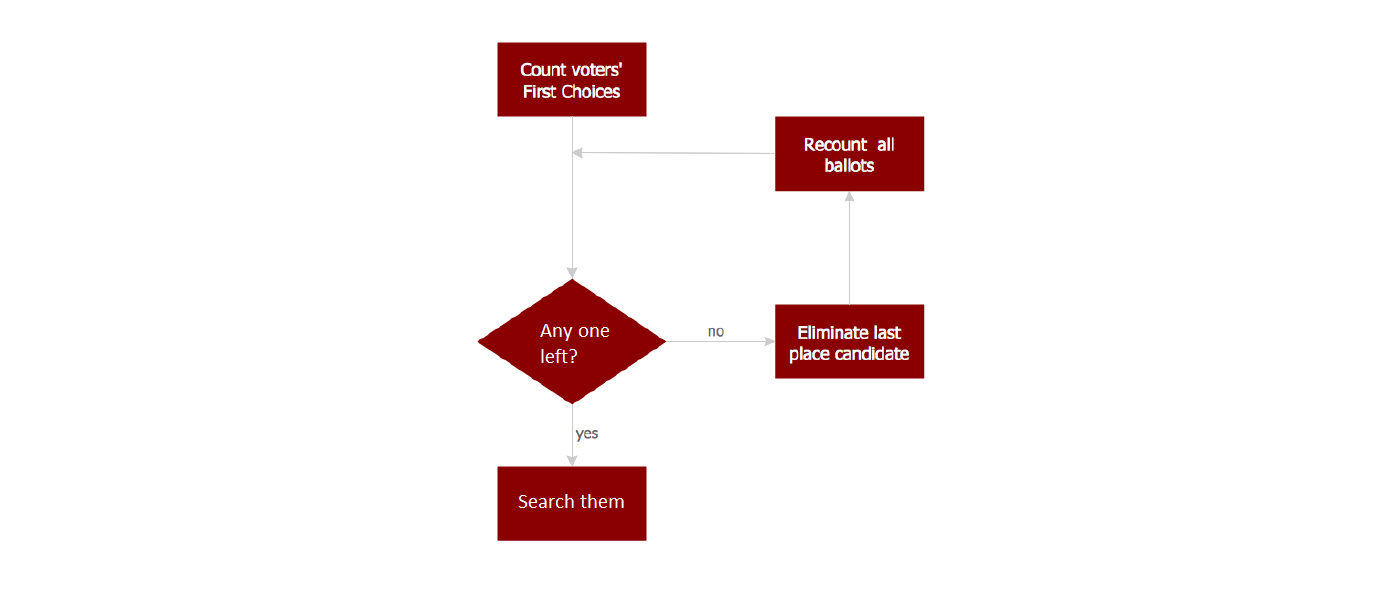 Count voters'
First Choices
Recount all
ballots
Any one
left?
no
Eliminate last
place candidate
yes
Search them